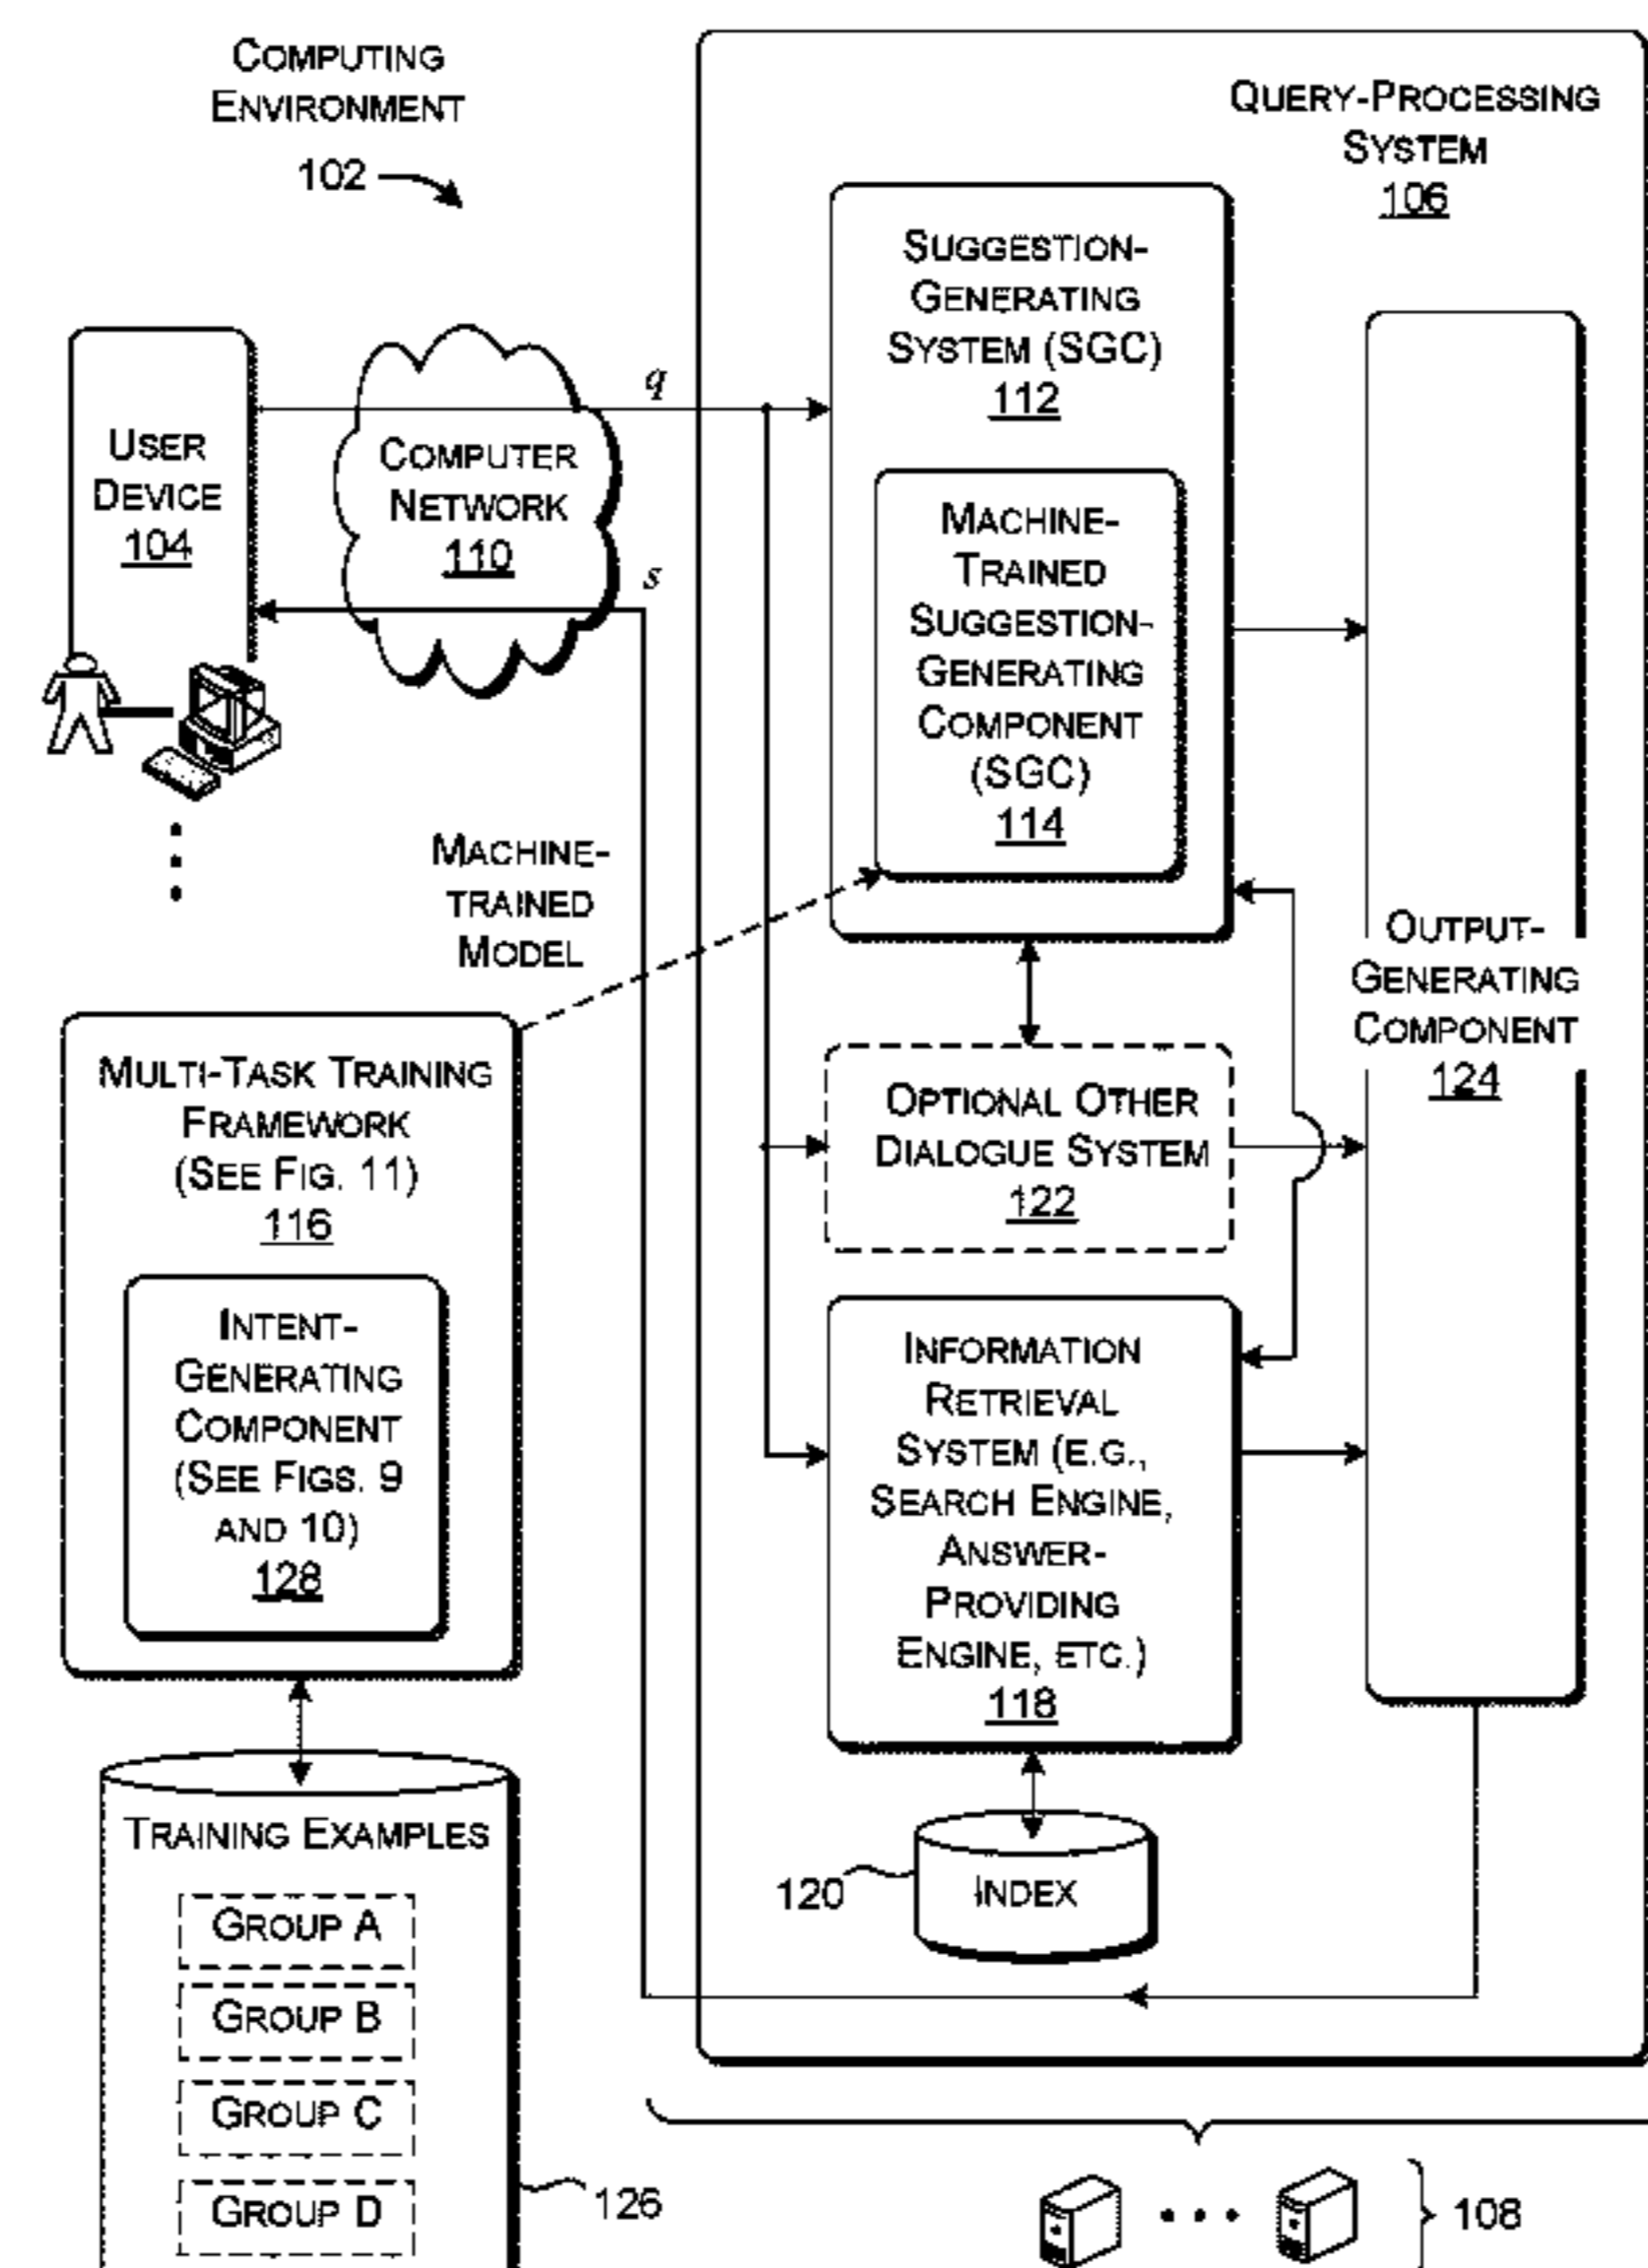 COMPUTING
ENVIRONMENT
102
QUERY-PROCESSING
SYSTEM
106
SUGGESTION-
GENERATING
SYSTEM (SGC)
112
MACHINE-
TRAINED
SUGGESTION-
GENERATING
COMPONENT
(SGC)
114
USER
DEVICE
104
COMPUTER
NETWORK
110
q
s
MACHINE-
TRAINED
MODEL
OUTPUT-
GENERATING
COMPONENT
124
MULTI-TASK TRAINING
FRAMEWORK
(SEE FIG. 11)
116
OPTIONAL OTHER
DIALOGUE SYSTEM
122
INTENT-
GENERATING
COMPONENT
(SEE FIGS. 9
AND 10)
128
INFORMATION
RETRIEVAL
SYSTEM (E.G.,
SEARCH ENGINE,
ANSWER-
PROVIDING
ENGINE, ETC.)
118
TRAINING EXAMPLES
GROUP A
GROUP B
GROUP C
GROUP D
126
120
INDEX
108